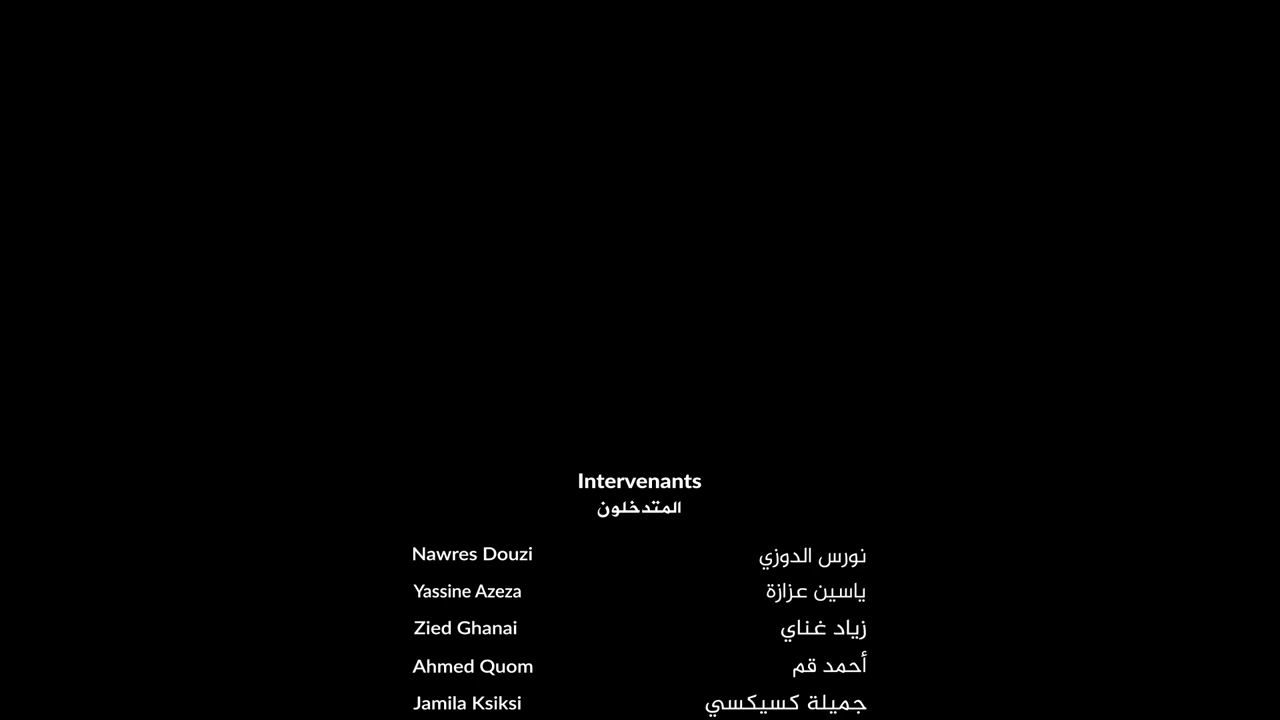 Intervenants
المتدخلون
Nawres Douzi نورس الدوزي
Yassine Azeza ياسين عزازة
Zied Ghanai زياد غناي
Ahmed Quom أحمد قم
Jamila Ksiksi جميلة كسيكسي